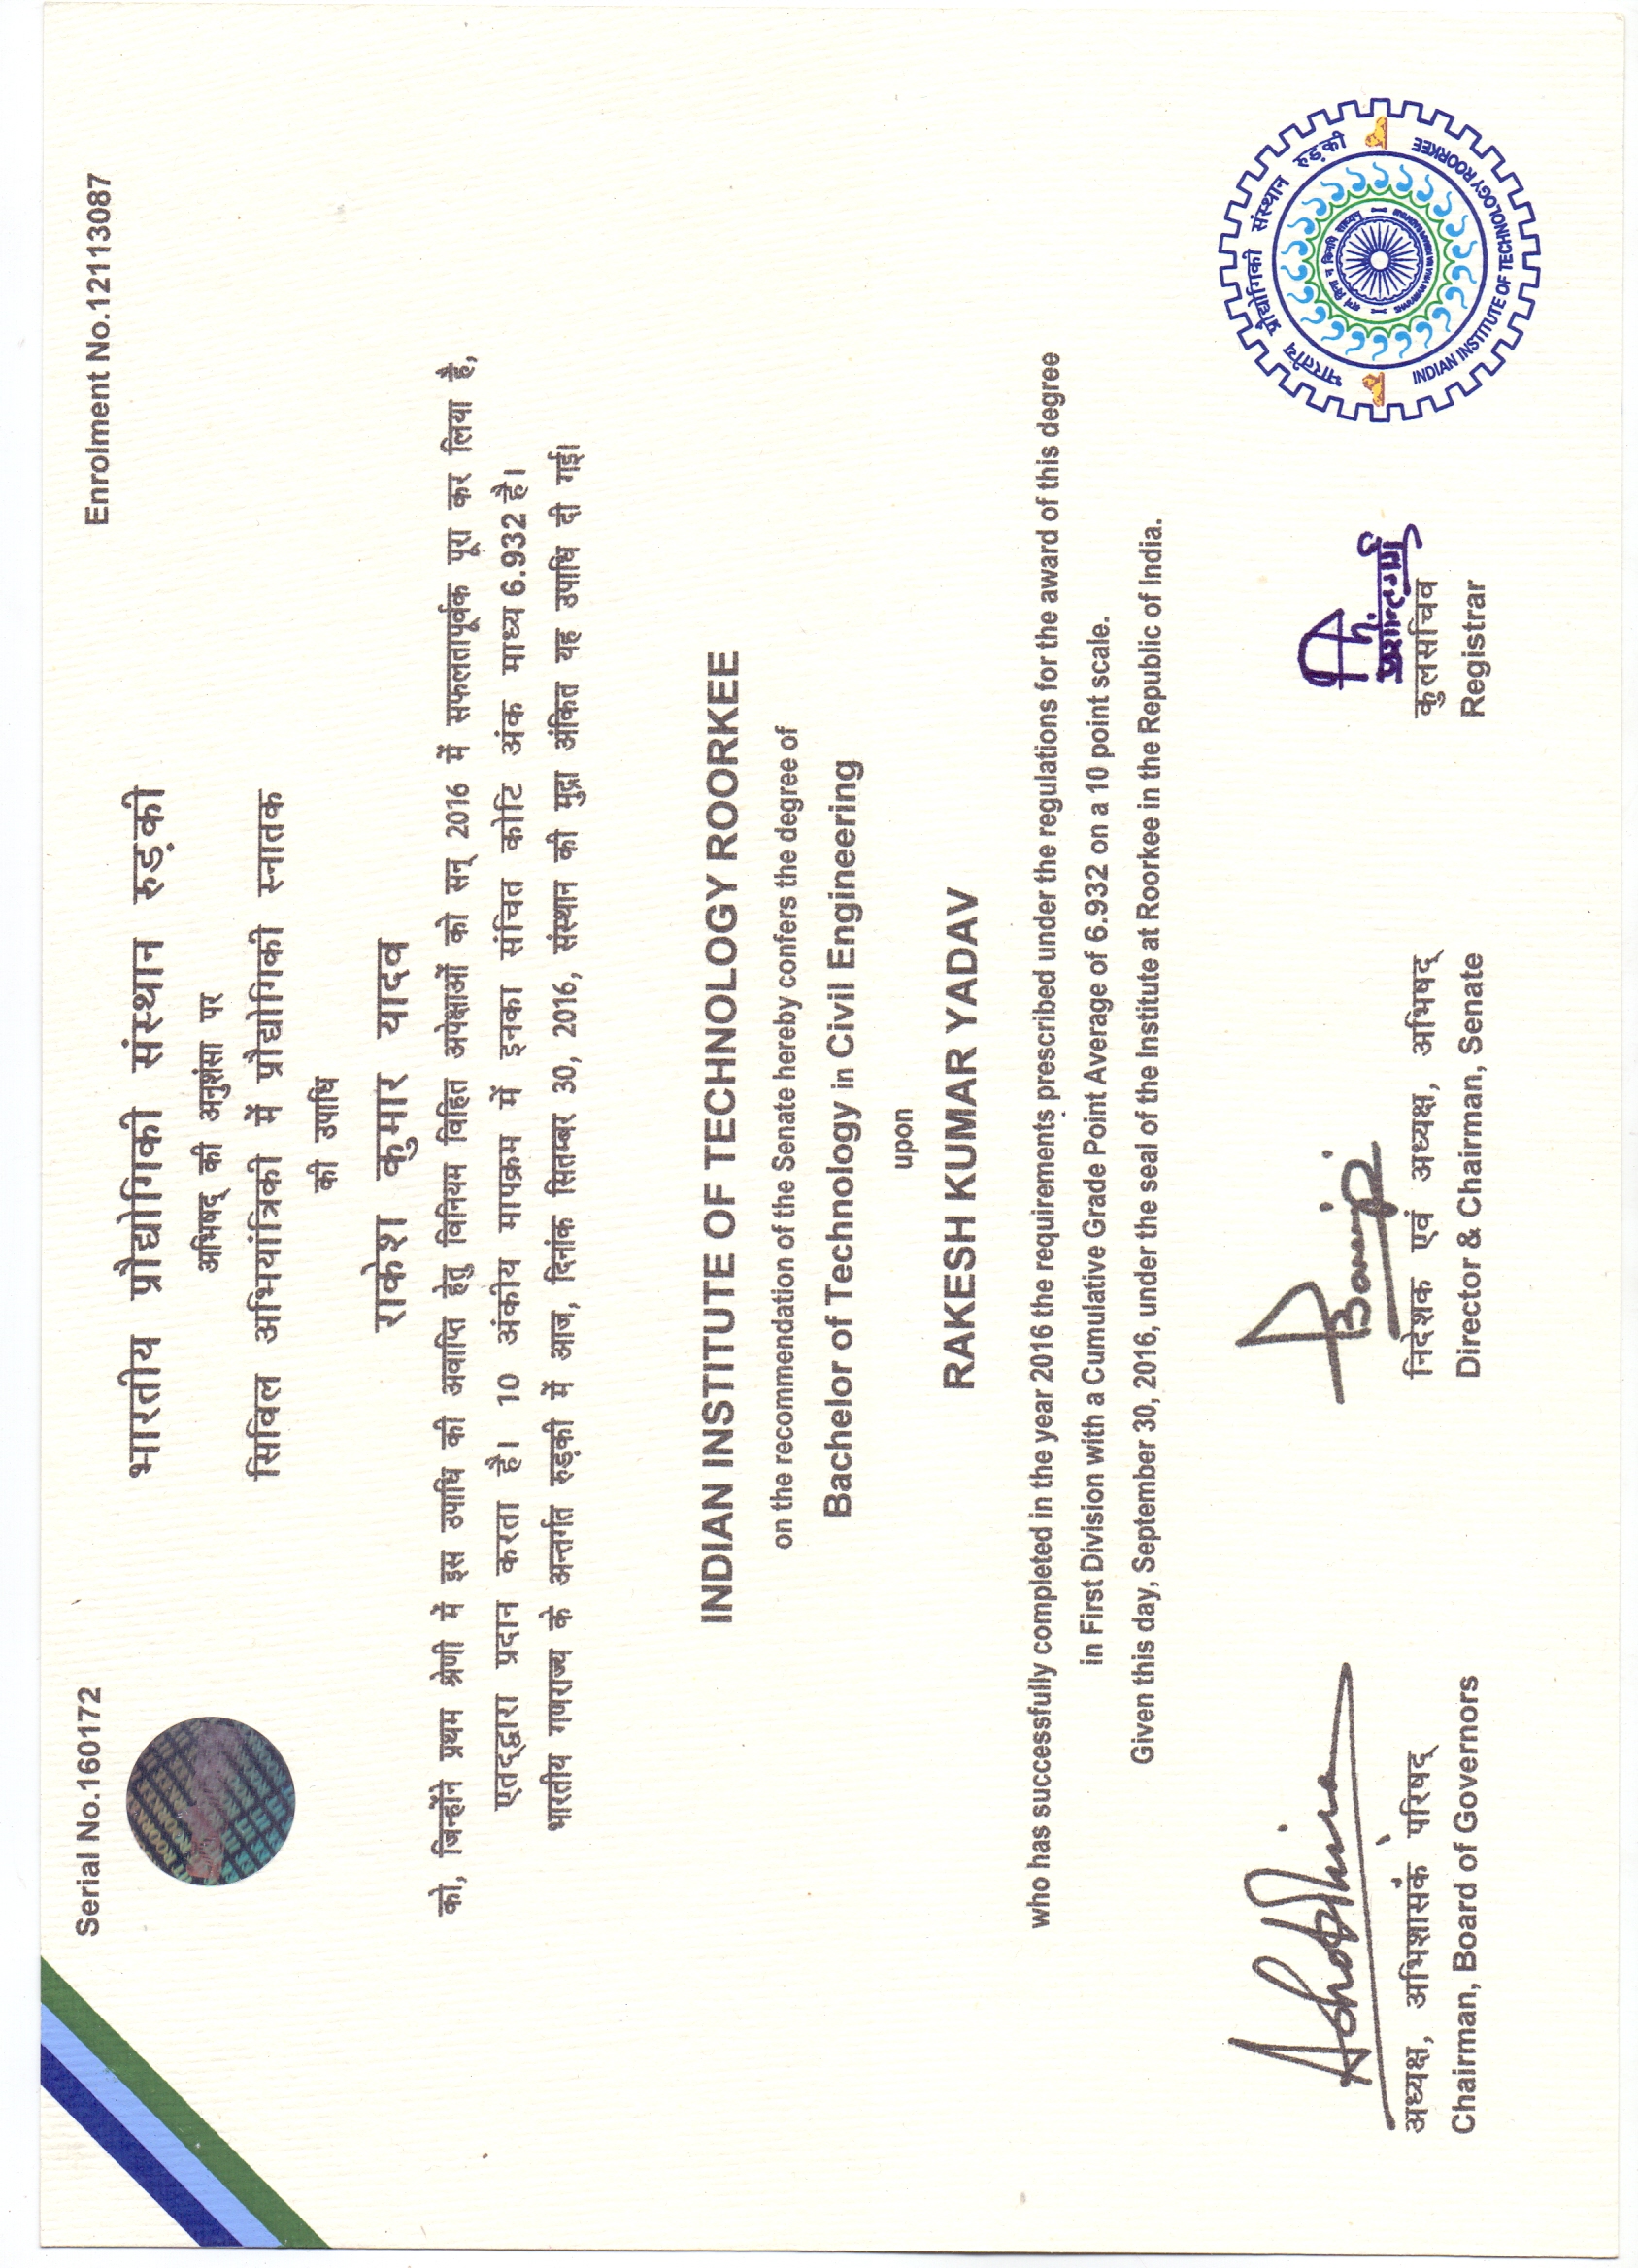 Serial No.160172
Enrolment No.12113087
भारतीय प्रौद्योगिकी संस्थान रुड़की
अभिषद् की अनुशंसा पर
सिविल अभियांत्रिकी में प्रौद्योगिकी स्नातक
की उपाधि
राकेश कुमार यादव
को, जिन्होंने प्रथम श्रेणी में इस उपाधि की अवाप्ति हेतु विनियम विहित अपेक्षाओं को सन् 2016 में सफलतापूर्वक पूरा कर लिया है,
एतद्द्वारा प्रदान करता है। 10 अंकीय मापक्रम में इनका संचित कोटि अंक माध्य 6.932 है।
भारतीय गणराज्य के अन्तर्गत रुड़की में आज, दिनांक सितम्बर 30, 2016, संस्थान की मुद्रा अंकित यह उपाधि दी गई।
INDIAN INSTITUTE OF TECHNOLOGY ROORKEE
on the recommendation of the Senate hereby confers the degree of
Bachelor of Technology in Civil Engineering
upon
RAKESH KUMAR YADAV
who has successfully completed in the year 2016 the requirements prescribed under the regulations for the award of this degree
in First Division with a Cumulative Grade Point Average of 6.932 on a 10 point scale.
Given this day, September 30, 2016, under the seal of the Institute at Roorkee in the Republic of India.
अध्यक्ष, अभिशासक परिषद्
Chairman, Board of Governors
निदेशक एवं अध्यक्ष, अभिषद्
Director & Chairman, Senate
कुलसचिव
Registrar
भारतीय प्रौद्योगिकी संस्थान रुड़की
INDIAN INSTITUTE OF TECHNOLOGY ROORKEE